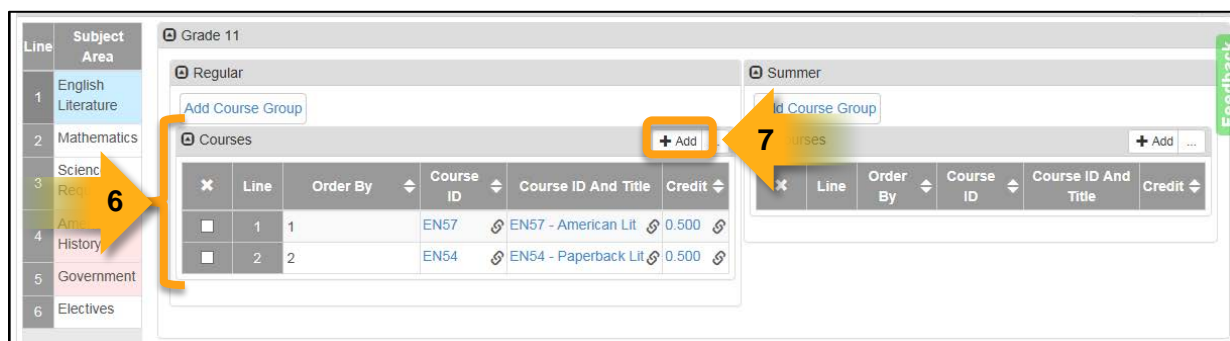 Line Subject Area
1 English Literature
2 Mathematics
3
4 History
5 Government
6 Electives
Grade 11
Regular
Add Course Group
Courses + Add
Line Order By Course ID Course ID And Title Credit
1 1 EN57 EN57 - American Lit 0.500
2 2 EN54 EN54 - Paperback Lit 0.500
6
7
Summer
Course Group
+ Add ...
Line Order By Course ID Course ID And Title Credit
Feedback